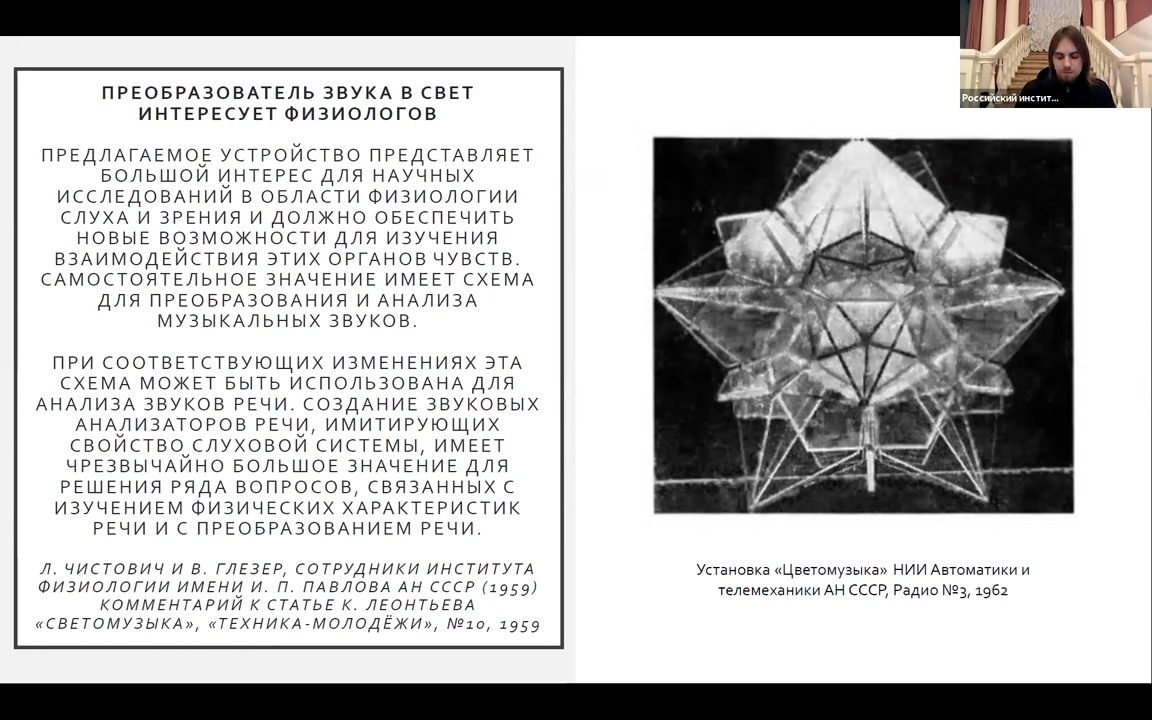 ПРЕОБРАЗОВАТЕЛЬ ЗВУКА В СВЕТ
ИНТЕРЕСУЕТ ФИЗИОЛОГОВ
ПРЕДЛАГАЕМОЕ УСТРОЙСТВО ПРЕДСТАВЛЯЕТ
БОЛЬШОЙ ИНТЕРЕС ДЛЯ НАУЧНЫХ
ИССЛЕДОВАНИЙ В ОБЛАСТИ ФИЗИОЛОГИИ
СЛУХА И ЗРЕНИЯ И ДОЛЖНО ОБЕСПЕЧИТЬ
НОВЫЕ ВОЗМОЖНОСТИ ДЛЯ ИЗУЧЕНИЯ
ВЗАИМОДЕЙСТВИЯ ЭТИХ ОРГАНОВ ЧУВСТВ.
САМОСТОЯТЕЛЬНОЕ ЗНАЧЕНИЕ ИМЕЕТ СХЕМА
ДЛЯ ПРЕОБРАЗОВАНИЯ И АНАЛИЗА
МУЗЫКАЛЬНЫХ ЗВУКОВ.
ПРИ СООТВЕТСТВУЮЩИХ ИЗМЕНЕНИЯХ ЭТА
СХЕМА МОЖЕТ БЫТЬ ИСПОЛЬЗОВАНА ДЛЯ
АНАЛИЗА ЗВУКОВ РЕЧИ. СОЗДАНИЕ ЗВУКОВЫХ
АНАЛИЗАТОРОВ РЕЧИ, ИМИТИРУЮЩИХ
СВОЙСТВО СЛУХОВОЙ СИСТЕМЫ, ИМЕЕТ
ЧРЕЗВЫЧАЙНО БОЛЬШОЕ ЗНАЧЕНИЕ ДЛЯ
РЕШЕНИЯ РЯДА ВОПРОСОВ, СВЯЗАННЫХ С
ИЗУЧЕНИЕМ ФИЗИЧЕСКИХ ХАРАКТЕРИСТИК
РЕЧИ И С ПРЕОБРАЗОВАНИЕМ РЕЧИ.
Л. ЧИСТОВИЧ И В. ГЛЕЗЕР, СОТРУДНИКИ ИНСТИТУТА
ФИЗИОЛОГИИ ИМЕНИ И. П. ПАВЛОВА АН СССР (1959)
КОММЕНТАРИЙ К СТАТЬЕ К. ЛЕОНТЬЕВА
«СВЕТОМУЗЫКА», «ТЕХНИКА-МОЛОДЁЖИ», №10, 1959
Российский инстит...
Установка «Цветомузыка» НИИ Автоматики и
телемеханики АН СССР, Радио №3, 1962